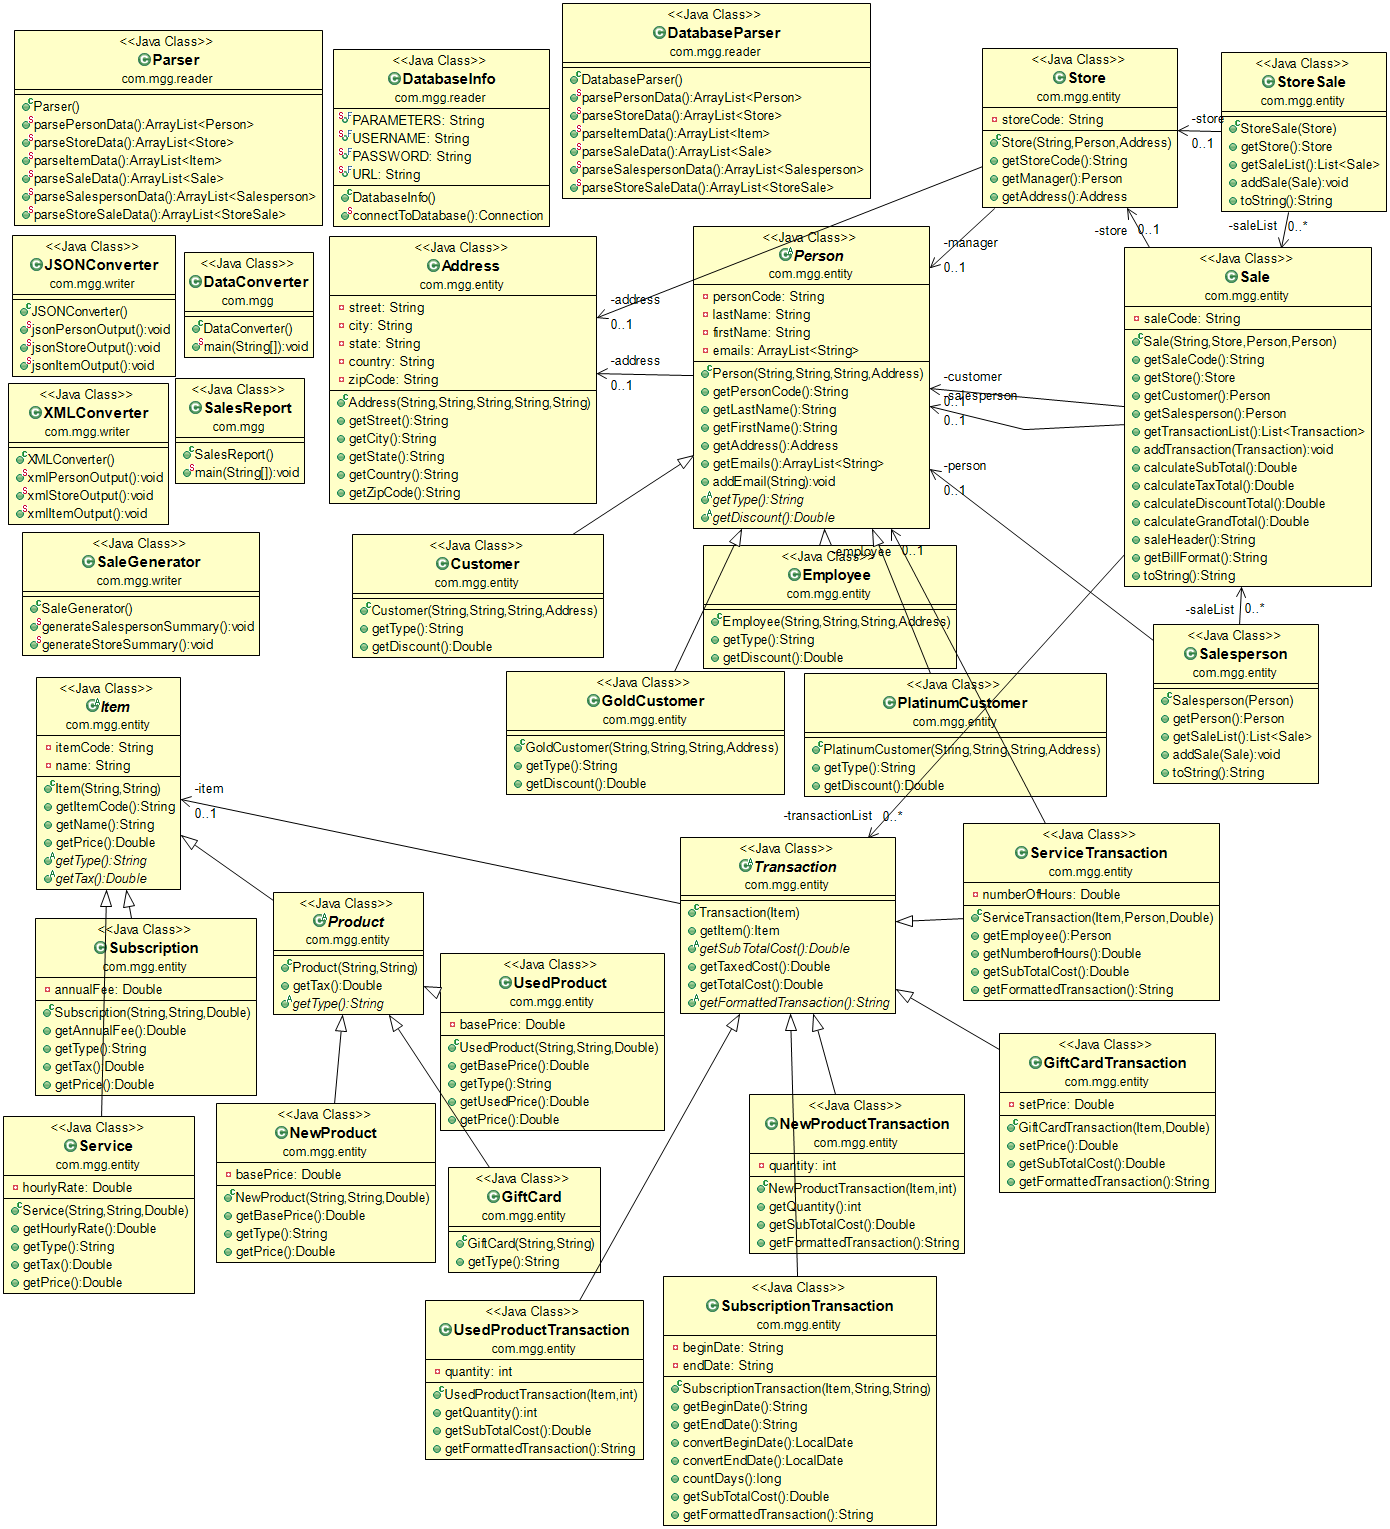 <<Java Class>>
Parser
com.mgg.reader
Parser()
parsePersonData():ArrayList<Person>
parseStoreData():ArrayList<Store>
parseItemData():ArrayList<Item>
parseSaleData():ArrayList<Sale>
parseSalespersonData():ArrayList<Salesperson>
parseStoreSaleData():ArrayList<StoreSale>
<<Java Class>>
DatabaseInfo
com.mgg.reader
PARAMETERS: String
USERNAME: String
PASSWORD: String
URL: String
DatabaseInfo()
connectToDatabase():Connection
<<Java Class>>
DatabaseParser
com.mgg.reader
DatabaseParser()
parsePersonData():ArrayList<Person>
parseStoreData():ArrayList<Store>
parseItemData():ArrayList<Item>
parseSaleData():ArrayList<Sale>
parseSalespersonData():ArrayList<Salesperson>
parseStoreSaleData():ArrayList<StoreSale>
<<Java Class>>
Store
com.mgg.entity
storeCode: String
Store(String,Person,Address)
getStoreCode():String
getManager():Person
getAddress():Address
-store
0..1
<<Java Class>>
StoreSale
com.mgg.entity
StoreSale(Store)
getStore():Store
getSaleList():List<Sale>
addSale(Sale):void
toString():String
-saleList
0..*
-store
0..1
-manager
0..1
<<Java Class>>
JSONConverter
com.mgg.writer
JSONConverter()
jsonPersonOutput():void
jsonStoreOutput():void
jsonItemOutput():void
<<Java Class>>
DataConverter
com.mgg
DataConverter()
main(String[]):void
<<Java Class>>
Address
com.mgg.entity
street: String
city: String
state: String
country: String
zipCode: String
Address(String,String,String,String,String)
getStreet():String
getCity():String
getState():String
getCountry():String
getZipCode():String
-address
0..1
-address
0..1
<<Java Class>>
Person
com.mgg.entity
personCode: String
lastName: String
firstName: String
emails: ArrayList<String>
Person(String,String,String,Address)
getPersonCode():String
getLastName():String
getFirstName():String
getAddress():Address
getEmails():ArrayList<String>
addEmail(String):void
getType():String
getDiscount():Double
-customer
0..1
-salesperson
0..1
-person
0..1
<<Java Class>>
Sale
com.mgg.entity
saleCode: String
Sale(String,Store,Person,Person)
getSaleCode():String
getStore():Store
getCustomer():Person
getSalesperson():Person
getTransactionList():List<Transaction>
addTransaction(Transaction):void
calculateSubTotal():Double
calculateTaxTotal():Double
calculateDiscountTotal():Double
calculateGrandTotal():Double
saleHeader():String
getBillFormat():String
toString():String
<<Java Class>>
XMLConverter
com.mgg.writer
XMLConverter()
xmlPersonOutput():void
xmlStoreOutput():void
xmlItemOutput():void
<<Java Class>>
SalesReport
com.mgg
SalesReport()
main(String[]):void
<<Java Class>>
SaleGenerator
com.mgg.writer
SaleGenerator()
generateSalespersonSummary():void
generateStoreSummary():void
<<Java Class>>
Customer
com.mgg.entity
Customer(String,String,String,Address)
getType():String
getDiscount():Double
-employee
0..1
<<Java Class>>
Employee
com.mgg.entity
Employee(String,String,String,Address)
getType():String
getDiscount():Double
-saleList
0..*
<<Java Class>>
Salesperson
com.mgg.entity
Salesperson(Person)
getPerson():Person
getSaleList():List<Sale>
addSale(Sale):void
toString():String
<<Java Class>>
GoldCustomer
com.mgg.entity
GoldCustomer(String,String,String,Address)
getType():String
getDiscount():Double
<<Java Class>>
PlatinumCustomer
com.mgg.entity
PlatinumCustomer(String,String,String,Address)
getType():String
getDiscount():Double
<<Java Class>>
Item
com.mgg.entity
itemCode: String
name: String
Item(String,String)
getItemCode():String
getName():String
getPrice():Double
getType():String
getTax():Double
-item
0..1
-transactionList
0..*
<<Java Class>>
Transaction
com.mgg.entity
Transaction(Item)
getItem():Item
getSubTotalCost():Double
getTaxedCost():Double
getTotalCost():Double
getFormattedTransaction():String
<<Java Class>>
ServiceTransaction
com.mgg.entity
numberOfHours: Double
ServiceTransaction(Item,Person,Double)
getEmployee():Person
getNumberofHours():Double
getSubTotalCost():Double
getFormattedTransaction():String
<<Java Class>>
Subscription
com.mgg.entity
annualFee: Double
Subscription(String,String,Double)
getAnnualFee():Double
getType():String
getTax():Double
getPrice():Double
<<Java Class>>
Product
com.mgg.entity
Product(String,String)
getTax():Double
getType():String
<<Java Class>>
UsedProduct
com.mgg.entity
basePrice: Double
UsedProduct(String,String,Double)
getBasePrice():Double
getType():String
getUsedPrice():Double
getPrice():Double
<<Java Class>>
GiftCardTransaction
com.mgg.entity
setPrice: Double
GiftCardTransaction(Item,Double)
setPrice():Double
getSubTotalCost():Double
getFormattedTransaction():String
<<Java Class>>
Service
com.mgg.entity
hourlyRate: Double
Service(String,String,Double)
getHourlyRate():Double
getType():String
getTax():Double
getPrice():Double
<<Java Class>>
NewProduct
com.mgg.entity
basePrice: Double
NewProduct(String,String,Double)
getBasePrice():Double
getType():String
getPrice():Double
<<Java Class>>
GiftCard
com.mgg.entity
GiftCard(String,String)
getType():String
<<Java Class>>
NewProductTransaction
com.mgg.entity
quantity: int
NewProductTransaction(Item,int)
getQuantity():int
getSubTotalCost():Double
getFormattedTransaction():String
<<Java Class>>
UsedProductTransaction
com.mgg.entity
quantity: int
UsedProductTransaction(Item,int)
getQuantity():int
getSubTotalCost():Double
getFormattedTransaction():String
<<Java Class>>
SubscriptionTransaction
com.mgg.entity
beginDate: String
endDate: String
SubscriptionTransaction(Item,String,String)
getBeginDate():String
getEndDate():String
convertBeginDate():LocalDate
convertEndDate():LocalDate
countDays():long
getSubTotalCost():Double
getFormattedTransaction():String